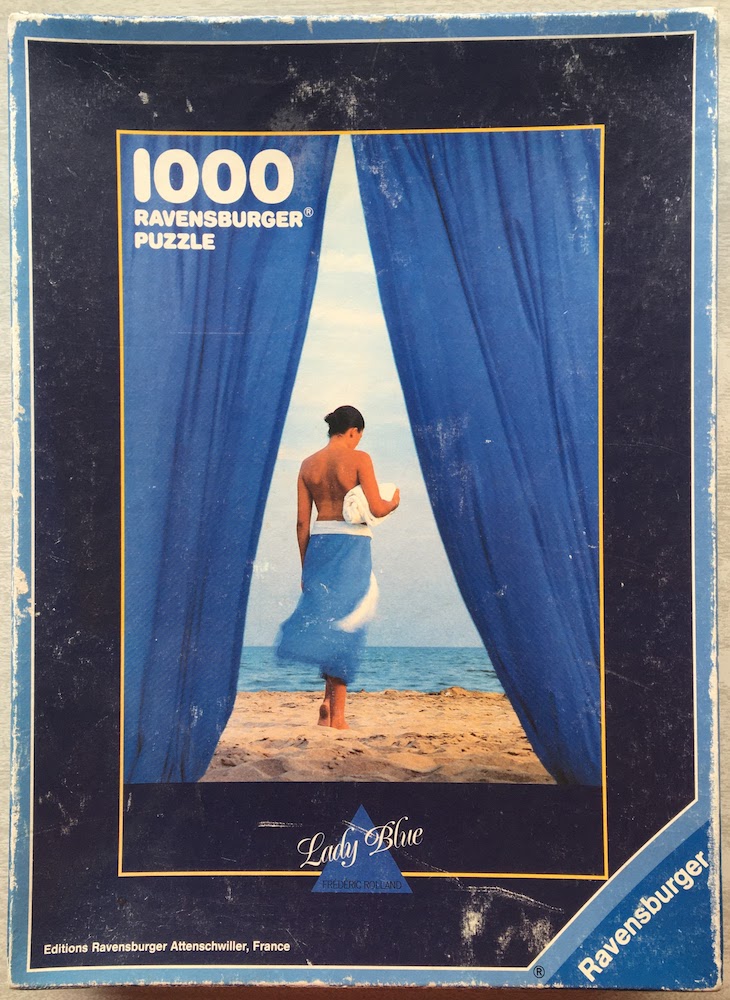 1000
RAVENSBURGER®
PUZZLE
Lady Blue
FREDERIC ROLLAND
Editions Ravensburger Attenschwiller, France
Ravensburger
®